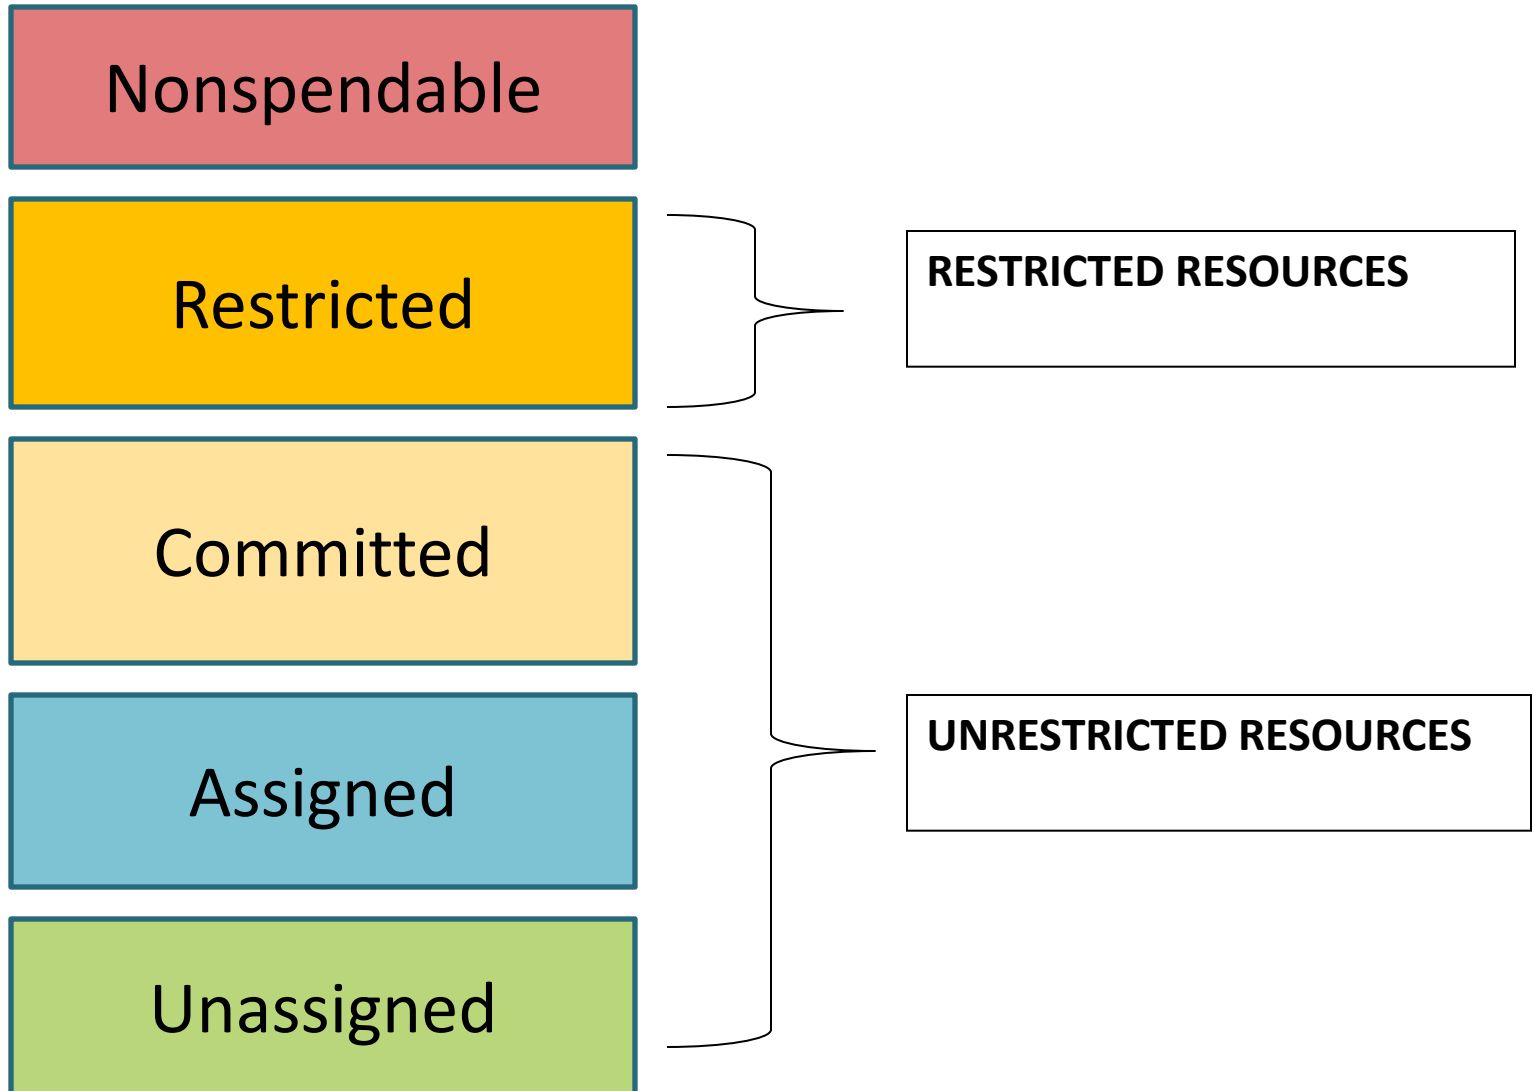 Nonspendable
Restricted
RESTRICTED RESOURCES
Committed
Assigned
UNRESTRICTED RESOURCES
Unassigned